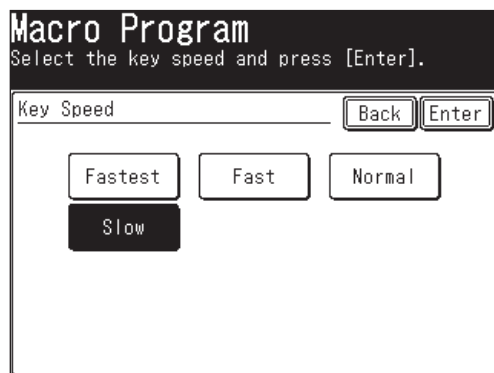 Macro Program
Select the key speed and press [Enter].
Key Speed Back Enter
Fastest Fast Normal
Slow